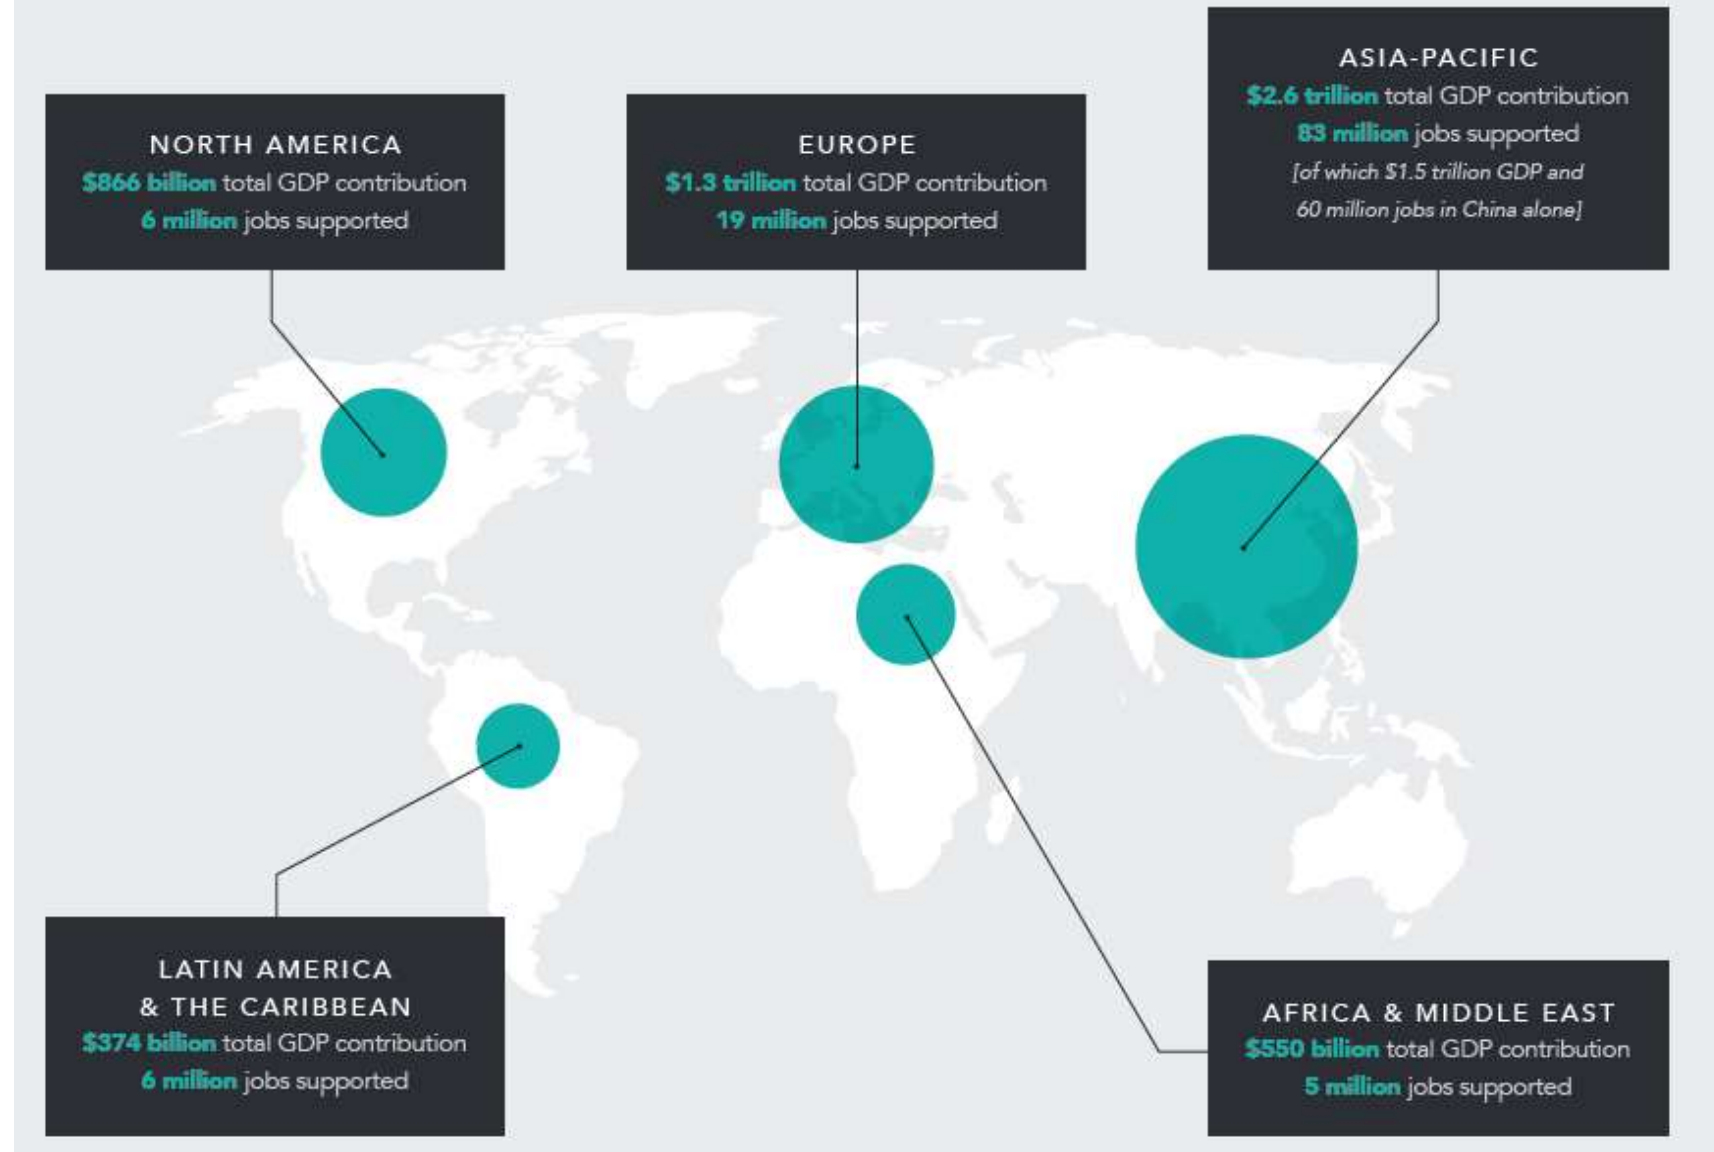 NORTH AMERICA
$866 billion total GDP contribution
6 million jobs supported
EUROPE
$1.3 trillion total GDP contribution
19 million jobs supported
ASIA-PACIFIC
$2.6 trillion total GDP contribution
83 million jobs supported
[of which $1.5 trillion GDP and
60 million jobs in China alone]
LATIN AMERICA
& THE CARIBBEAN
$374 billion total GDP contribution
6 million jobs supported
AFRICA & MIDDLE EAST
$550 billion total GDP contribution
5 million jobs supported